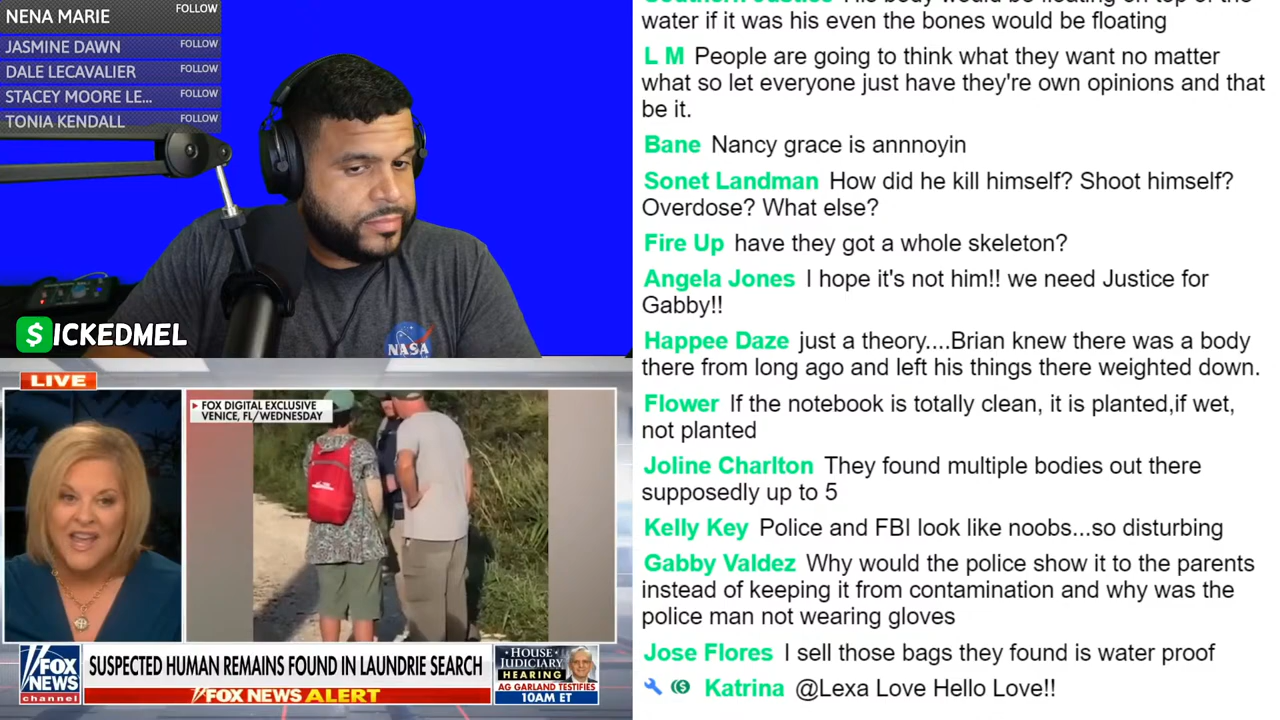 NENA MARIE FOLLOW
JASMINE DAWN FOLLOW
DALE LECAVALIER FOLLOW
STACEY MOORE LE... FOLLOW
TONIA KENDALL FOLLOW
$ICKEDMEL
NASA
LIVE
FOX DIGITAL EXCLUSIVE
VENICE, FL/WEDNESDAY
FOX
NEWS
channel
SUSPECTED HUMAN REMAINS FOUND IN LAUNDRIE SEARCH
FOX NEWS ALERT
HOUSE
JUDICIARY
HEARING
AG GARLAND TESTIFIES
10AM ET
water if it was his even the bones would be floating
L M People are going to think what they want no matter
what so let everyone just have they're own opinions and that
be it.
Bane Nancy grace is annnoyin
Sonet Landman How did he kill himself? Shoot himself?
Overdose? What else?
Fire Up have they got a whole skeleton?
Angela Jones I hope it's not him!! we need Justice for
Gabby!!
Happee Daze just a theory....Brian knew there was a body
there from long ago and left his things there weighted down.
Flower If the notebook is totally clean, it is planted,if wet,
not planted
Joline Charlton They found multiple bodies out there
supposedly up to 5
Kelly Key Police and FBI look like noobs...so disturbing
Gabby Valdez Why would the police show it to the parents
instead of keeping it from contamination and why was the
police man not wearing gloves
Jose Flores I sell those bags they found is water proof
Katrina @Lexa Love Hello Love!!